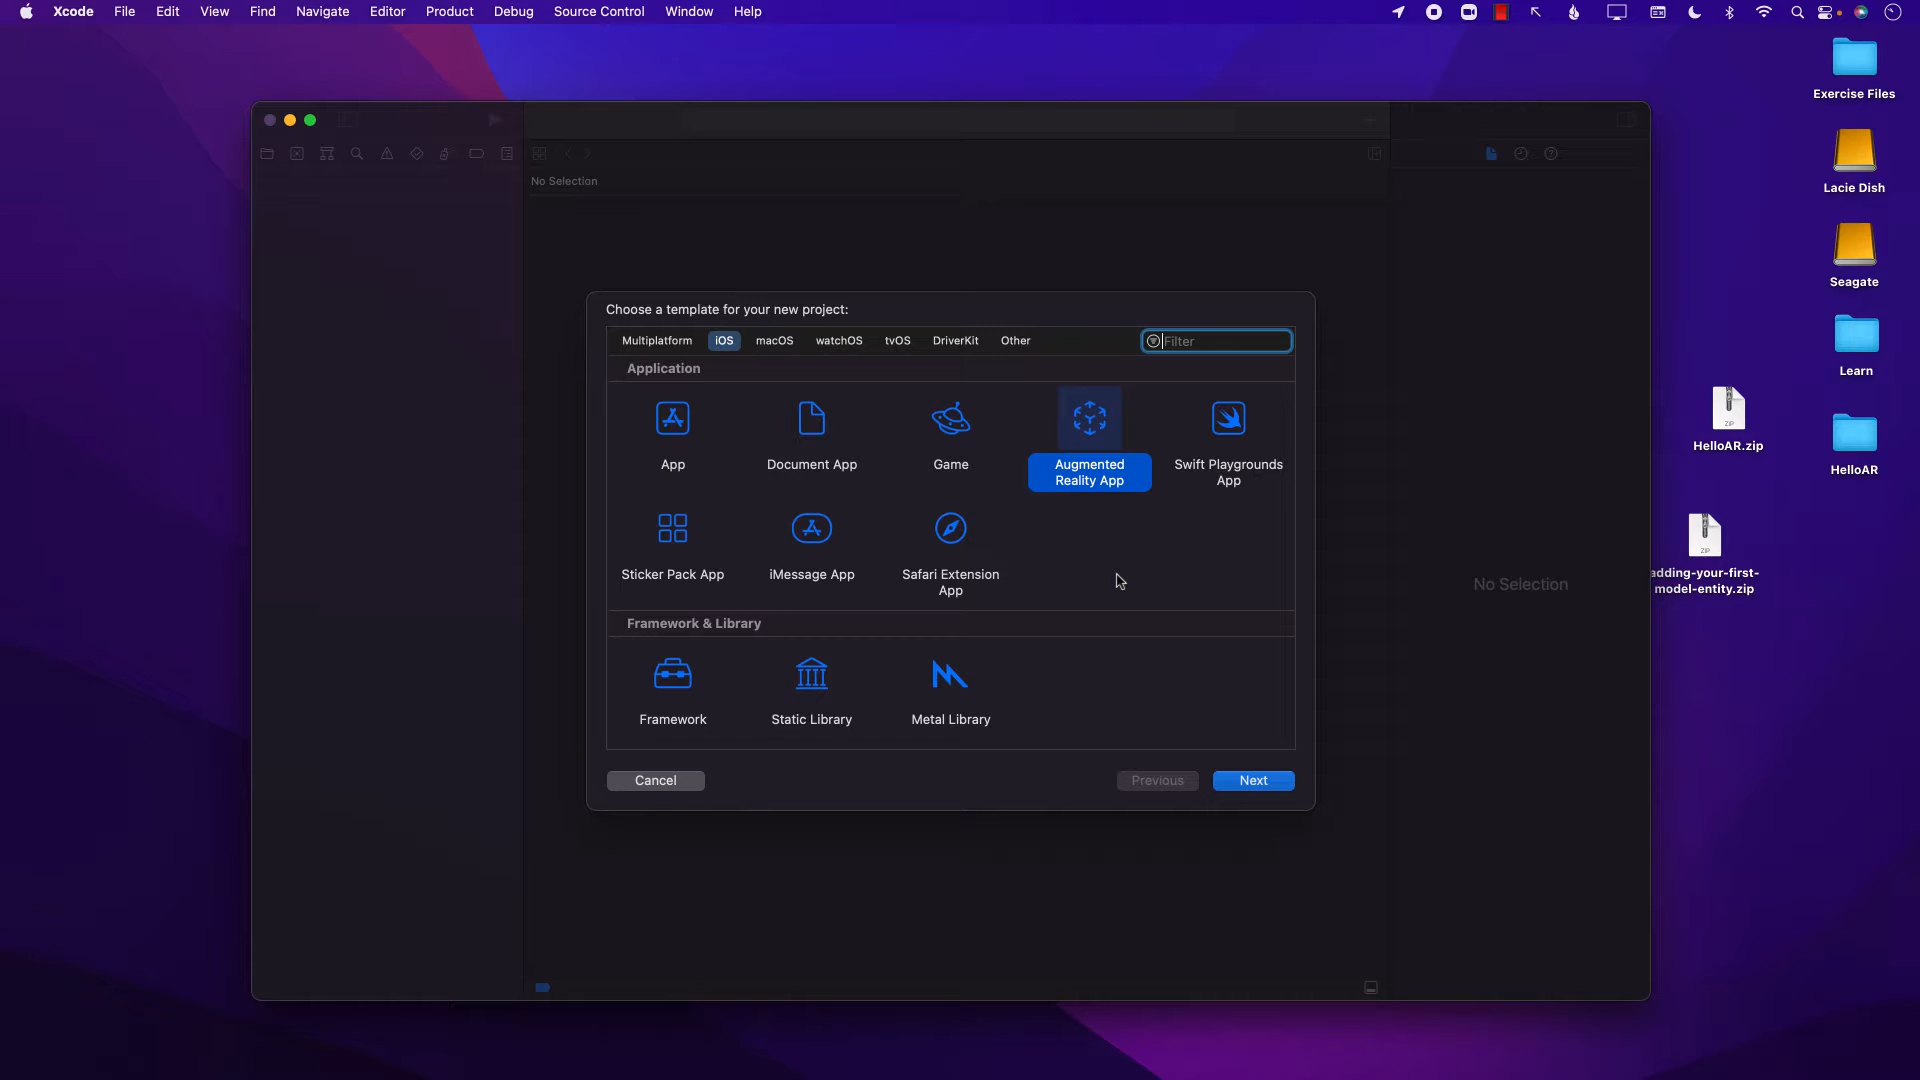 Xcode File Edit View Find Navigate Editor Product Debug Source Control Window Help
Exercise Files
Lacie Dish
Seagate
Learn
ZIP
HelloAR.zip
HelloAR
ZIP
adding-your-first-
model-entity.zip
No Selection
No Selection
Choose a template for your new project:
Multiplatform iOS macOS watchOS tvOS DriverKit Other
Filter
Application
App
Document App
Game
Augmented
Reality App
Swift Playgrounds
App
Sticker Pack App
iMessage App
Safari Extension
App
Framework & Library
Framework
Static Library
Metal Library
Cancel
Previous
Next